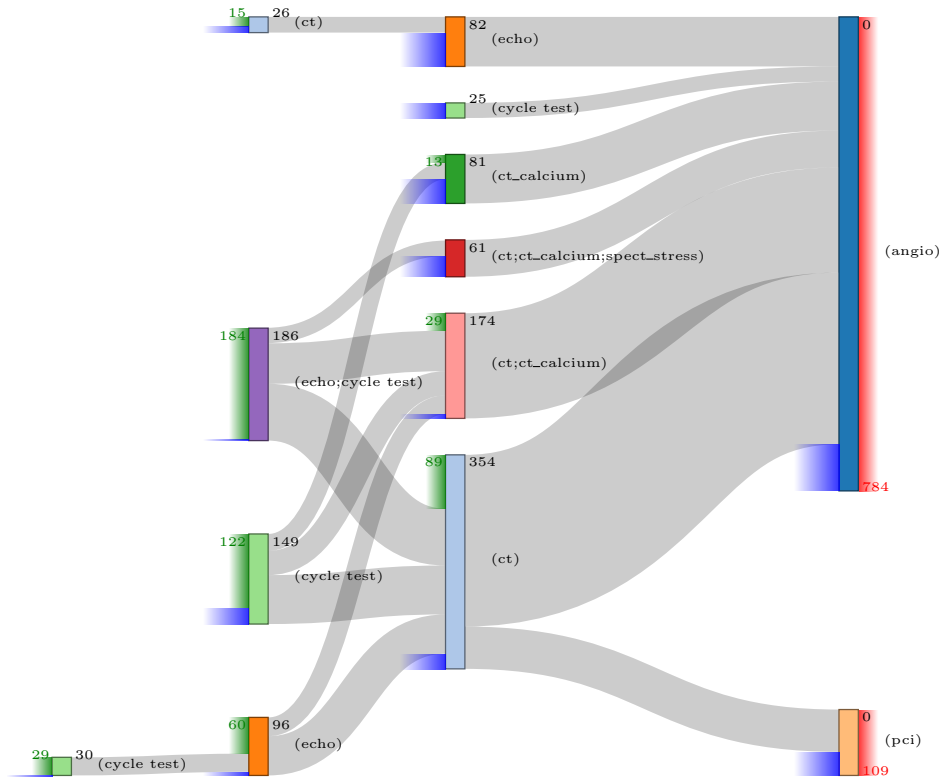 15 26 (ct)
82 (echo) 0
25 (cycle test)
13 81 (ct_calcium)
61 (ct;ct_calcium;spect_stress) (angio)
29 174 (ct;ct_calcium)
184 186 (echo;cycle test)
89 354 (ct) 784
122 149 (cycle test)
60 96 (echo) 0 (pci)
29 30 (cycle test) 109